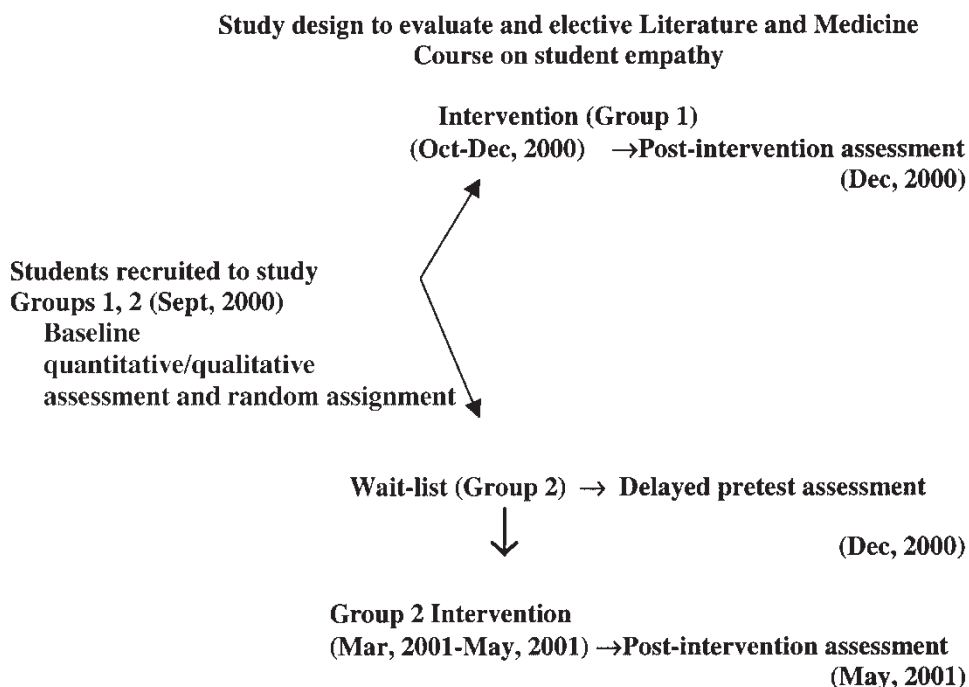 Study design to evaluate and elective Literature and Medicine
Course on student empathy
Intervention (Group 1)
(Oct-Dec, 2000) →Post-intervention assessment
(Dec, 2000)
Students recruited to study
Groups 1, 2 (Sept, 2000)
Baseline
quantitative/qualitative
assessment and random assignment
Wait-list (Group 2) → Delayed pretest assessment
(Dec, 2000)
Group 2 Intervention
(Mar, 2001-May, 2001) →Post-intervention assessment
(May, 2001)